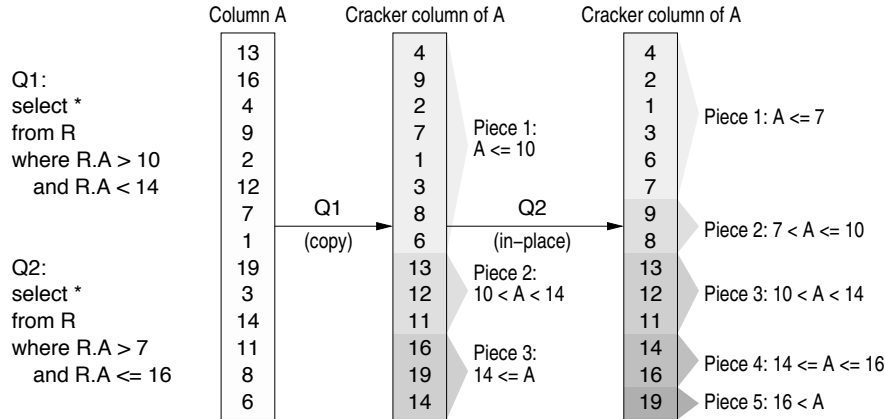 Column A
Cracker column of A
Cracker column of A
Q1:
select *
from R
where R.A > 10
and R.A < 14
Q2:
select *
from R
where R.A > 7
and R.A <= 16
13
16
4
9
2
12
7
1
19
3
14
11
8
6
Q1
(copy)
4
9
2
7
1
3
8
6
13
12
11
16
19
14
Piece 1:
A <= 10
Piece 2:
10 < A < 14
Piece 3:
14 <= A
Q2
(in–place)
4
2
1
3
6
7
9
8
13
12
11
14
16
19
Piece 1: A <= 7
Piece 2: 7 < A <= 10
Piece 3: 10 < A < 14
Piece 4: 14 <= A <= 16
Piece 5: 16 < A